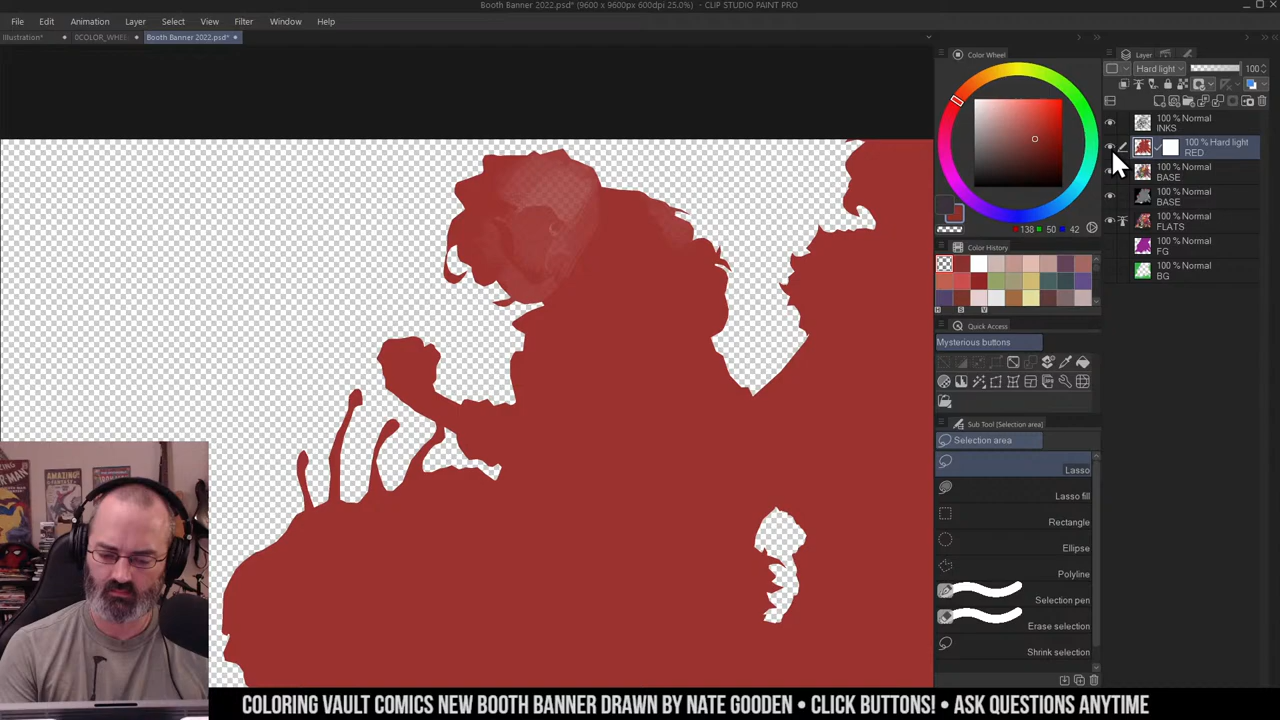 Booth Banner 2022.psd* (9600 x 9600px 600dpi 25.0%) - CLIP STUDIO PAINT PRO
File Edit Animation Layer Select View Filter Window Help
Illustration* 0COLOR_WHE Booth Banner 2022.psd*
Color Wheel
138 50 42
Color History
H S V
Quick Access
Mysterious buttons
Sub Tool [Selection area]
Selection area
Lasso
Lasso fill
Rectangle
Ellipse
Polyline
Selection pen
Erase selection
Shrink selection
Layer
Hard light 100
100 % Normal
INKS
100 % Hard light
RED
100 % Normal
BASE
100 % Normal
BASE
100 % Normal
FLATS
100 % Normal
FG
100 % Normal
BG
COLORING VAULT COMICS NEW BOOTH BANNER DRAWN BY NATE GOODEN • CLICK BUTTONS! • ASK QUESTIONS ANYTIME